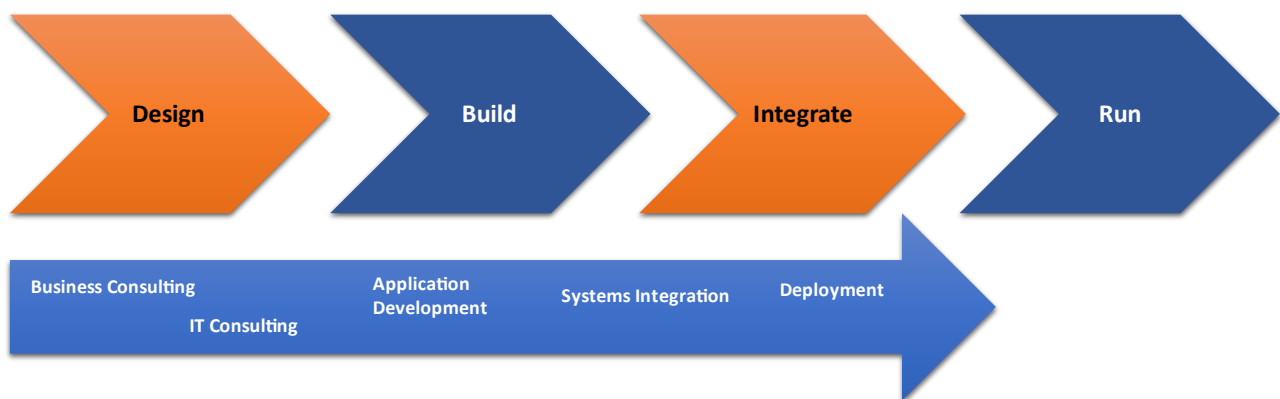 Design
Build
Integrate
Run
Business Consulting
IT Consulting
Application
Development
Systems Integration
Deployment